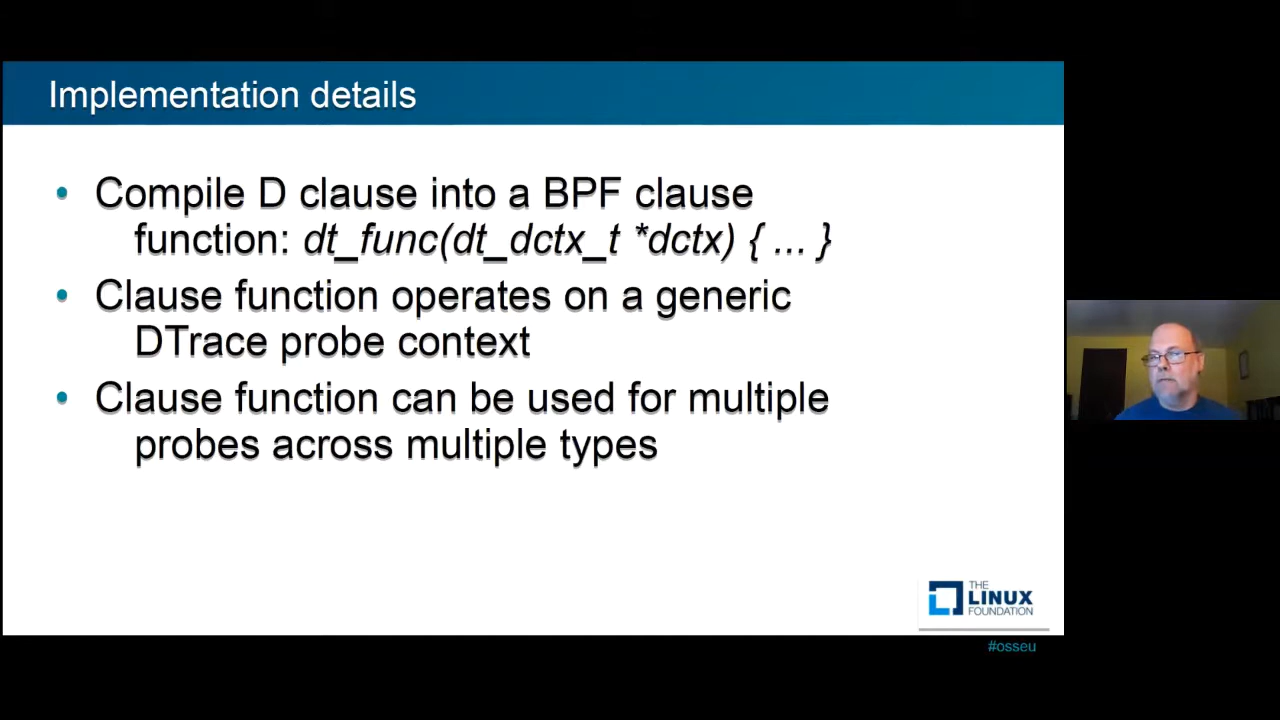 Implementation details
• Compile D clause into a BPF clause
function: dt_func(dt_dctx_t *dctx) { ... }
• Clause function operates on a generic
DTrace probe context
• Clause function can be used for multiple
probes across multiple types
THE
LINUX
FOUNDATION
#osseu